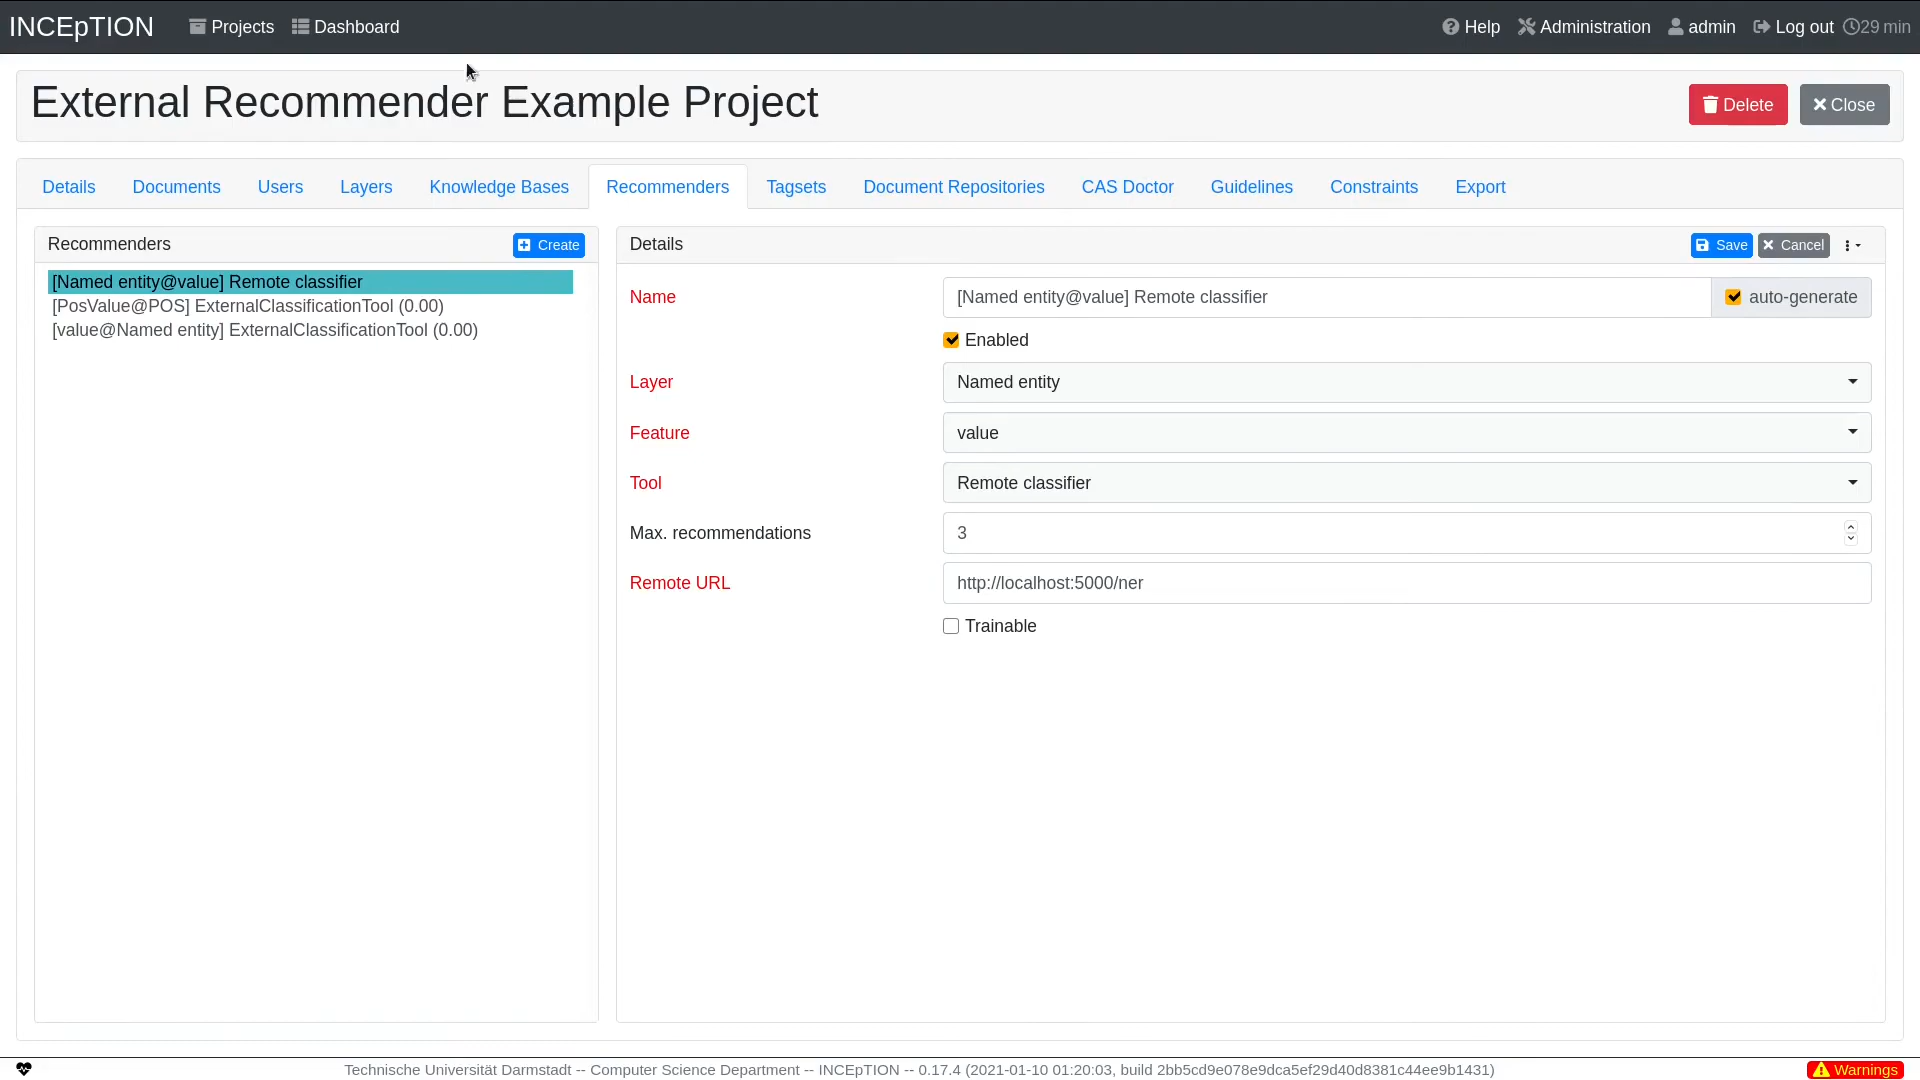 INCEpTION Projects Dashboard Help Administration admin Log out 29 min
External Recommender Example Project
Delete Close
Details Documents Users Layers Knowledge Bases Recommenders Tagsets Document Repositories CAS Doctor Guidelines Constraints Export
Recommenders Create
[Named entity@value] Remote classifier
[PosValue@POS] ExternalClassificationTool (0.00)
[value@Named entity] ExternalClassificationTool (0.00)
Details Save Cancel
Name [Named entity@value] Remote classifier auto-generate
Enabled
Layer Named entity
Feature value
Tool Remote classifier
Max. recommendations 3
Remote URL http://localhost:5000/ner
Trainable
Technische Universität Darmstadt -- Computer Science Department -- INCEpTION -- 0.17.4 (2021-01-10 01:20:03, build 2bb5cd9e078e9dca5ef29d40d8381c44ee9b1431)
Warnings